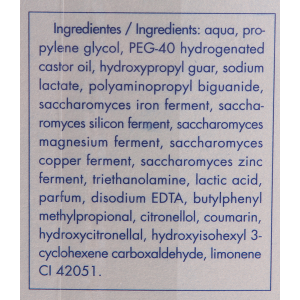 Ingredientes / Ingredients: aqua, pro-
pylene glycol, PEG-40 hydrogenated
castor oil, hydroxypropyl guar, sodium
lactate, polyaminopropyl biguanide,
saccharomyces iron ferment, saccha-
romyces silicon ferment, saccharomyces
magnesium ferment, saccharomyces
copper ferment, saccharomyces zinc
ferment, triethanolamine, lactic acid,
parfum, disodium EDTA, butylphenyl
methylpropional, citronellol, coumarin,
hydroxycitronellal, hydroxyisohexyl 3-
cyclohexene carboxaldehyde, limonene
CI 42051.